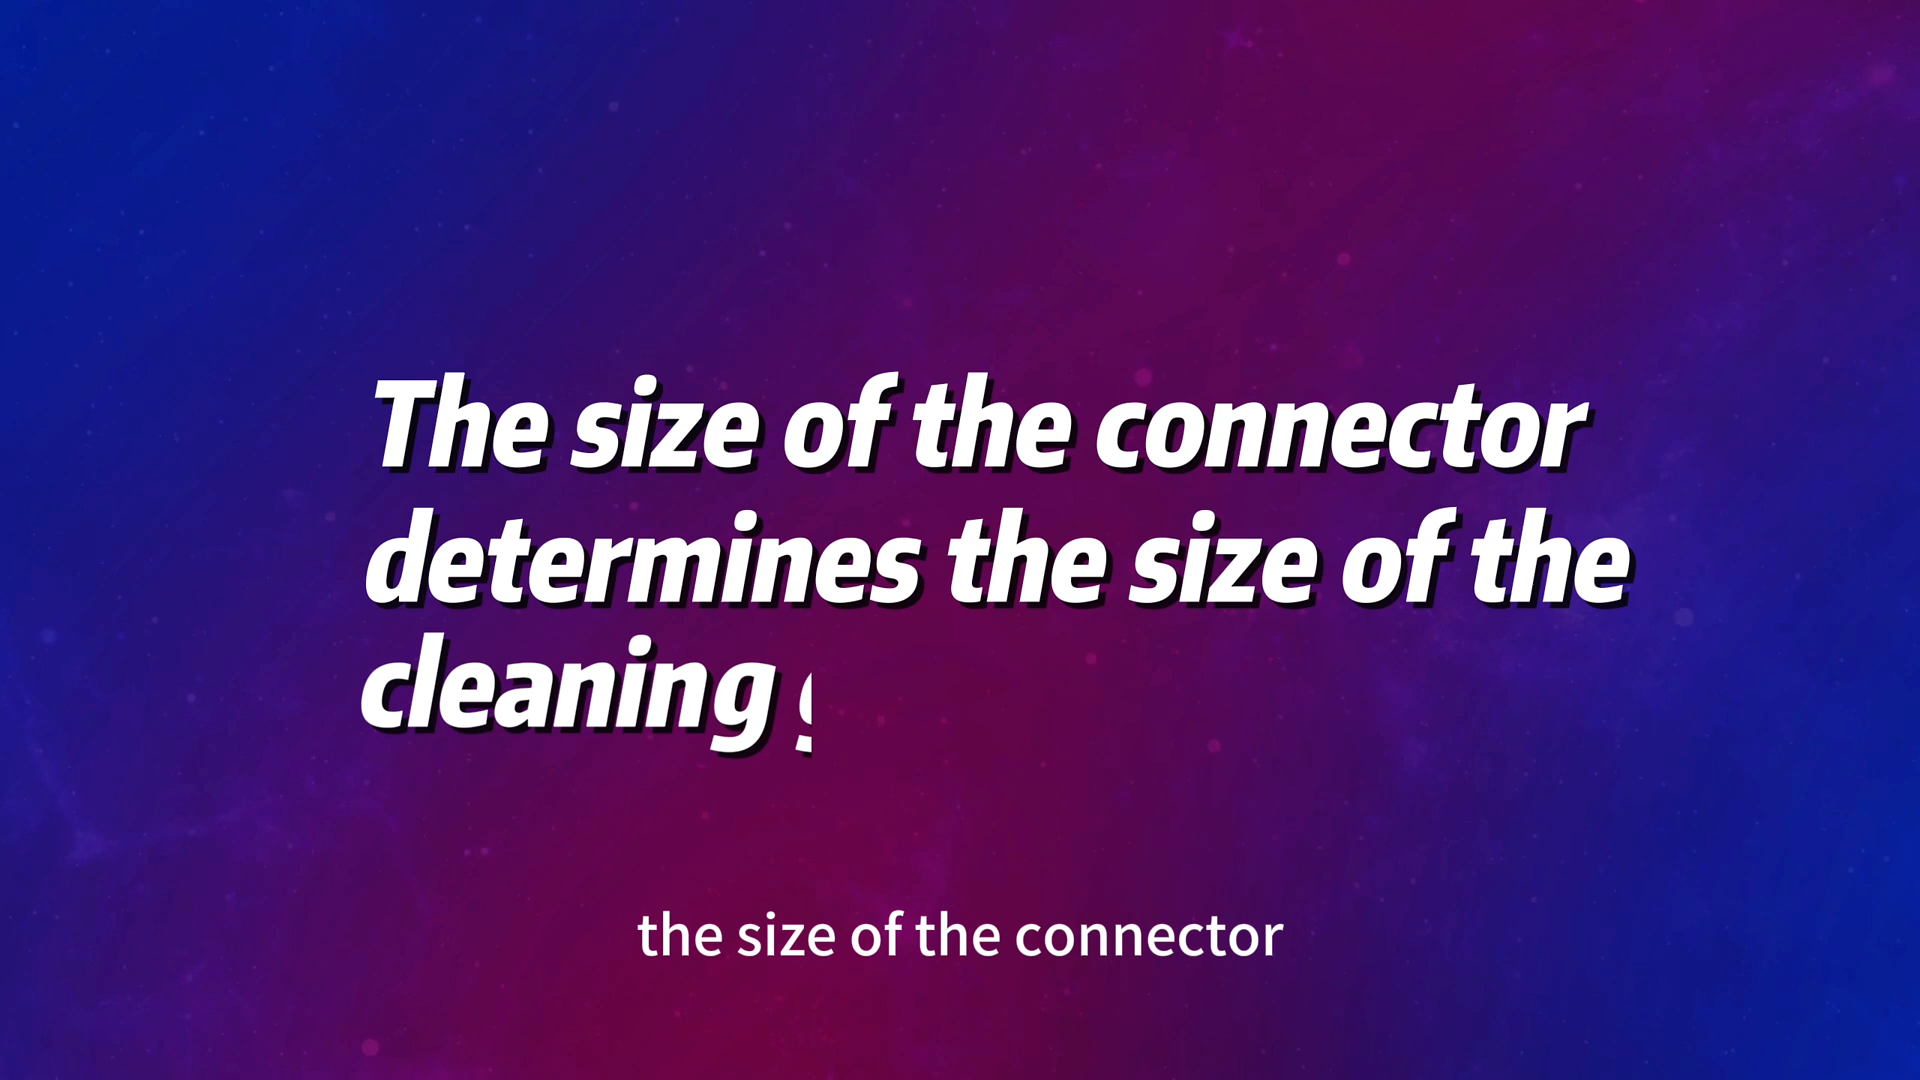 The size of the connector
determines the size of the
cleaning
the size of the connector